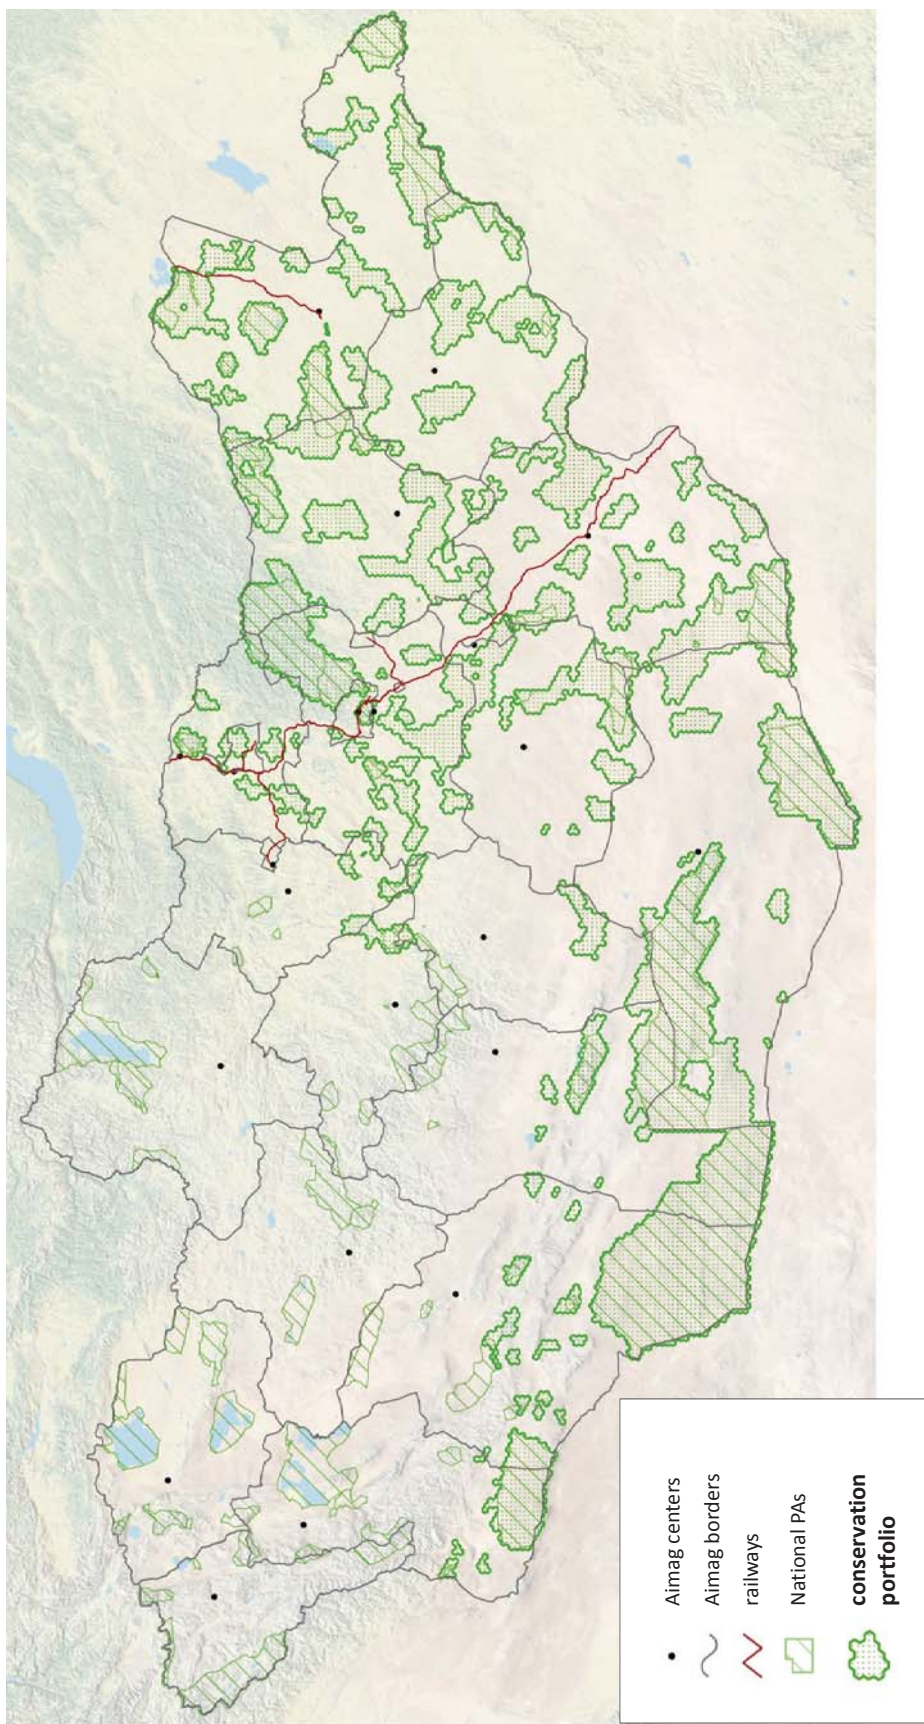 Aimag centers
Aimag borders
railways
National PAs
conservation
portfolio